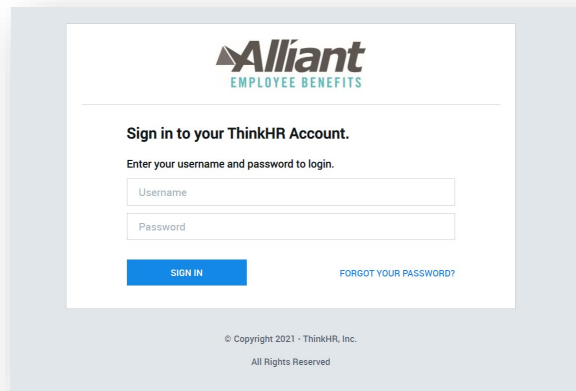 Alliant
EMPLOYEE BENEFITS
Sign in to your ThinkHR Account.
Enter your username and password to login.
Username
Password
SIGN IN
FORGOT YOUR PASSWORD?
© Copyright 2021 - ThinkHR, Inc.
All Rights Reserved